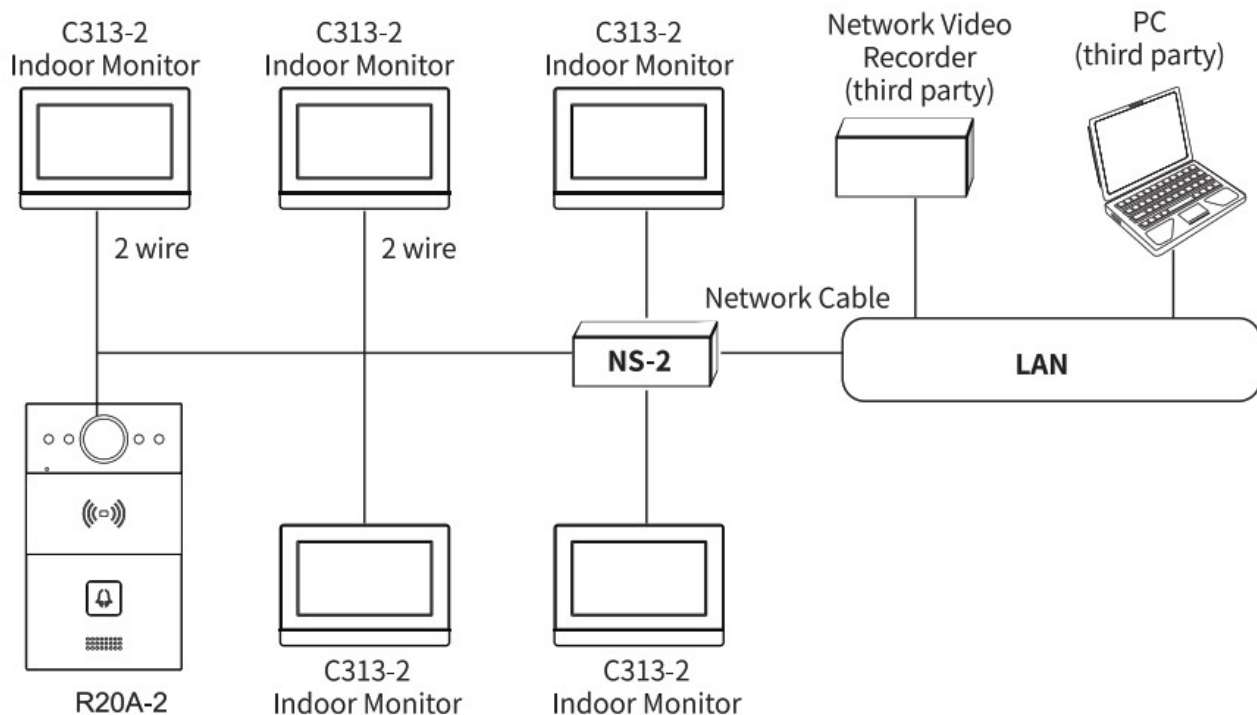 C313-2
Indoor Monitor
C313-2
Indoor Monitor
C313-2
Indoor Monitor
Network Video
Recorder
(third party)
PC
(third party)
2 wire
2 wire
Network Cable
NS-2
LAN
R20A-2
C313-2
Indoor Monitor
C313-2
Indoor Monitor